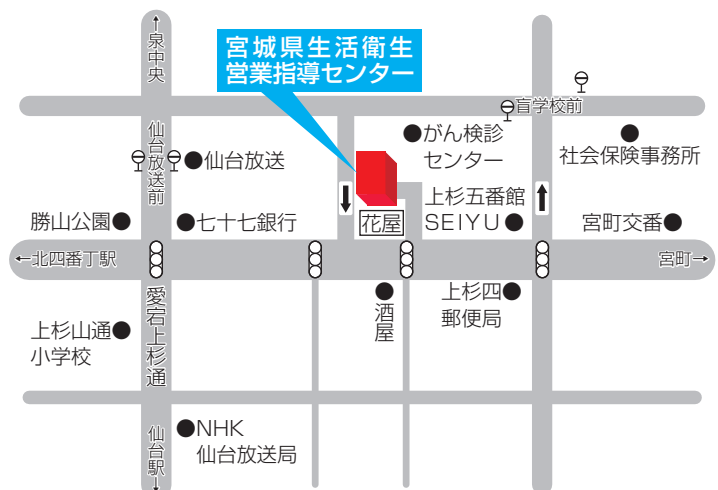 ↑
泉中央
宮城県生活衛生
営業指導センター
盲学校前
仙台放送前
仙台放送
がん検診
センター
社会保険事務所
上杉五番館
SEIYU
勝山公園
七十七銀行
花屋
宮町交番
←北四番丁駅
宮町→
愛宕上杉通
酒屋
上杉四
郵便局
上杉山通
小学校
NHK
仙台放送局
仙台駅
↓